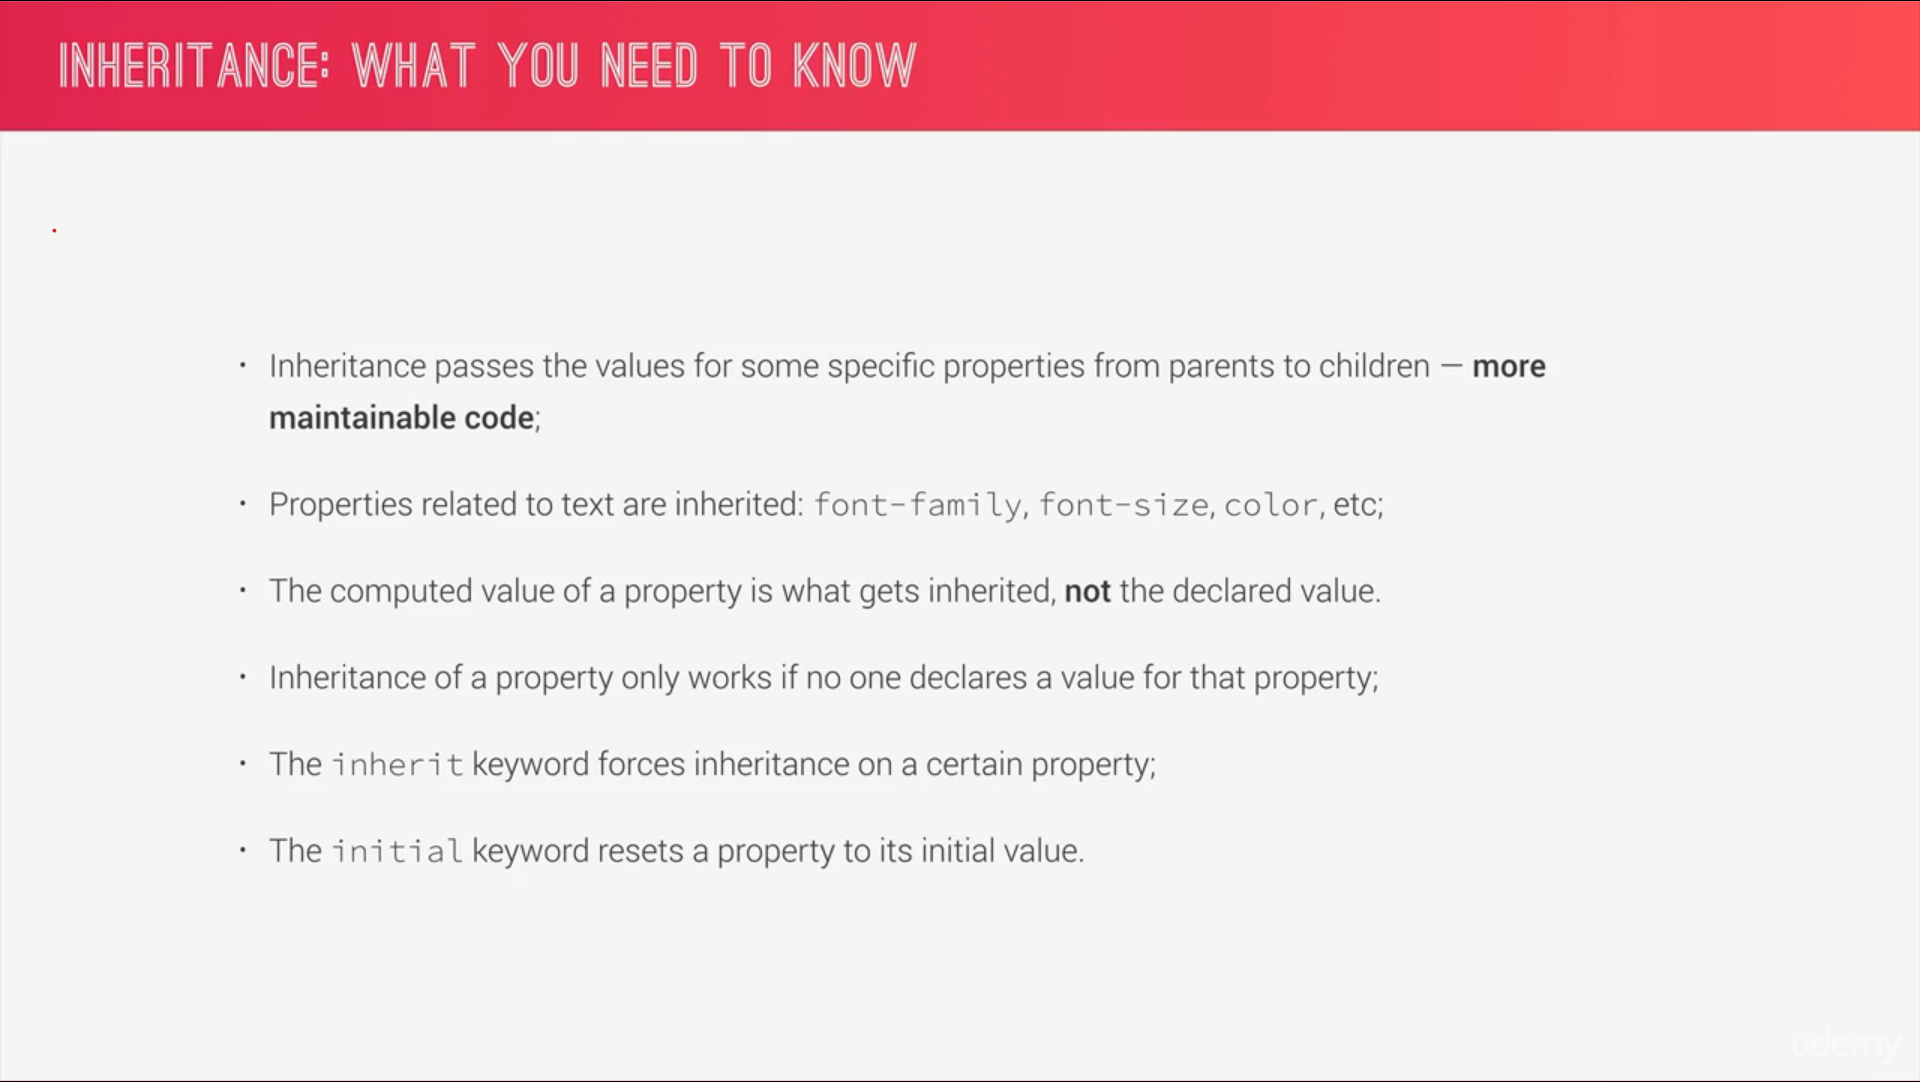 INHERITANCE: WHAT YOU NEED TO KNOW
· Inheritance passes the values for some specific properties from parents to children — more
maintainable code;
· Properties related to text are inherited: font-family, font-size, color, etc;
· The computed value of a property is what gets inherited, not the declared value.
· Inheritance of a property only works if no one declares a value for that property;
· The inherit keyword forces inheritance on a certain property;
· The initial keyword resets a property to its initial value.
udemy